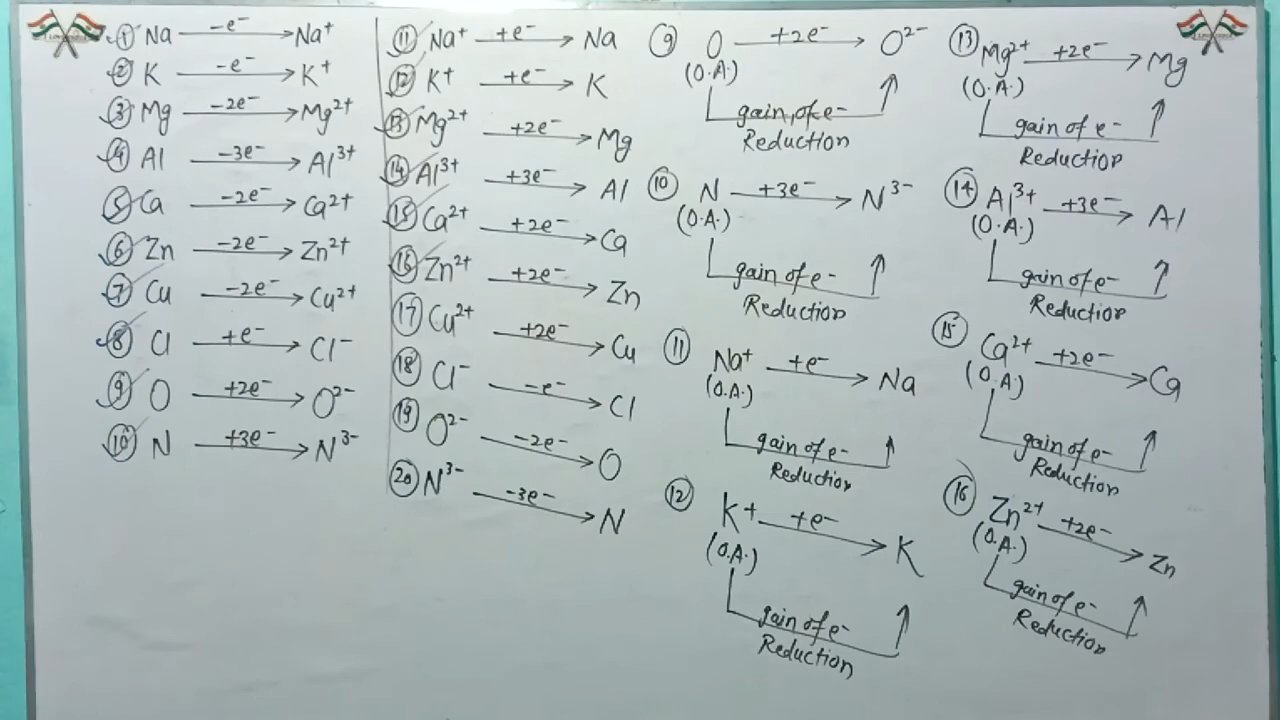 ① Na -e⁻ → Na⁺
② K -e⁻ → K⁺
③ Mg -2e⁻ → Mg²⁺
④ Al -3e⁻ → Al³⁺
⑤ Ca -2e⁻ → Ca²⁺
⑥ Zn -2e⁻ → Zn²⁺
⑦ Cu -2e⁻ → Cu²⁺
⑧ Cl +e⁻ → Cl⁻
⑨ O +2e⁻ → O²⁻
⑩ N +3e⁻ → N³⁻
⑪ Na⁺ +e⁻ → Na
⑫ K⁺ +e⁻ → K
⑬ Mg²⁺ +2e⁻ → Mg
⑭ Al³⁺ +3e⁻ → Al
⑮ Ca²⁺ +2e⁻ → Ca
⑯ Zn²⁺ +2e⁻ → Zn
⑰ Cu²⁺ +2e⁻ → Cu
⑱ Cl⁻ -e⁻ → Cl
⑲ O²⁻ -2e⁻ → O
⑳ N³⁻ -3e⁻ → N
⑨ O +2e⁻ → O²⁻
(O.A.)
gain of e⁻
Reduction
⑩ N +3e⁻ → N³⁻
(O.A.)
gain of e⁻
Reduction
⑪ Na⁺ +e⁻ → Na
(O.A.)
gain of e⁻
Reduction
⑫ K⁺ +e⁻ → K
(O.A.)
gain of e⁻
Reduction
⑬ Mg²⁺ +2e⁻ → Mg
(O.A.)
gain of e⁻
Reduction
⑭ Al³⁺ +3e⁻ → Al
(O.A.)
gain of e⁻
Reduction
⑮ Ca²⁺ +2e⁻ → Ca
(O.A.)
gain of e⁻
Reduction
⑯ Zn²⁺ +2e⁻ → Zn
(O.A.)
gain of e⁻
Reduction